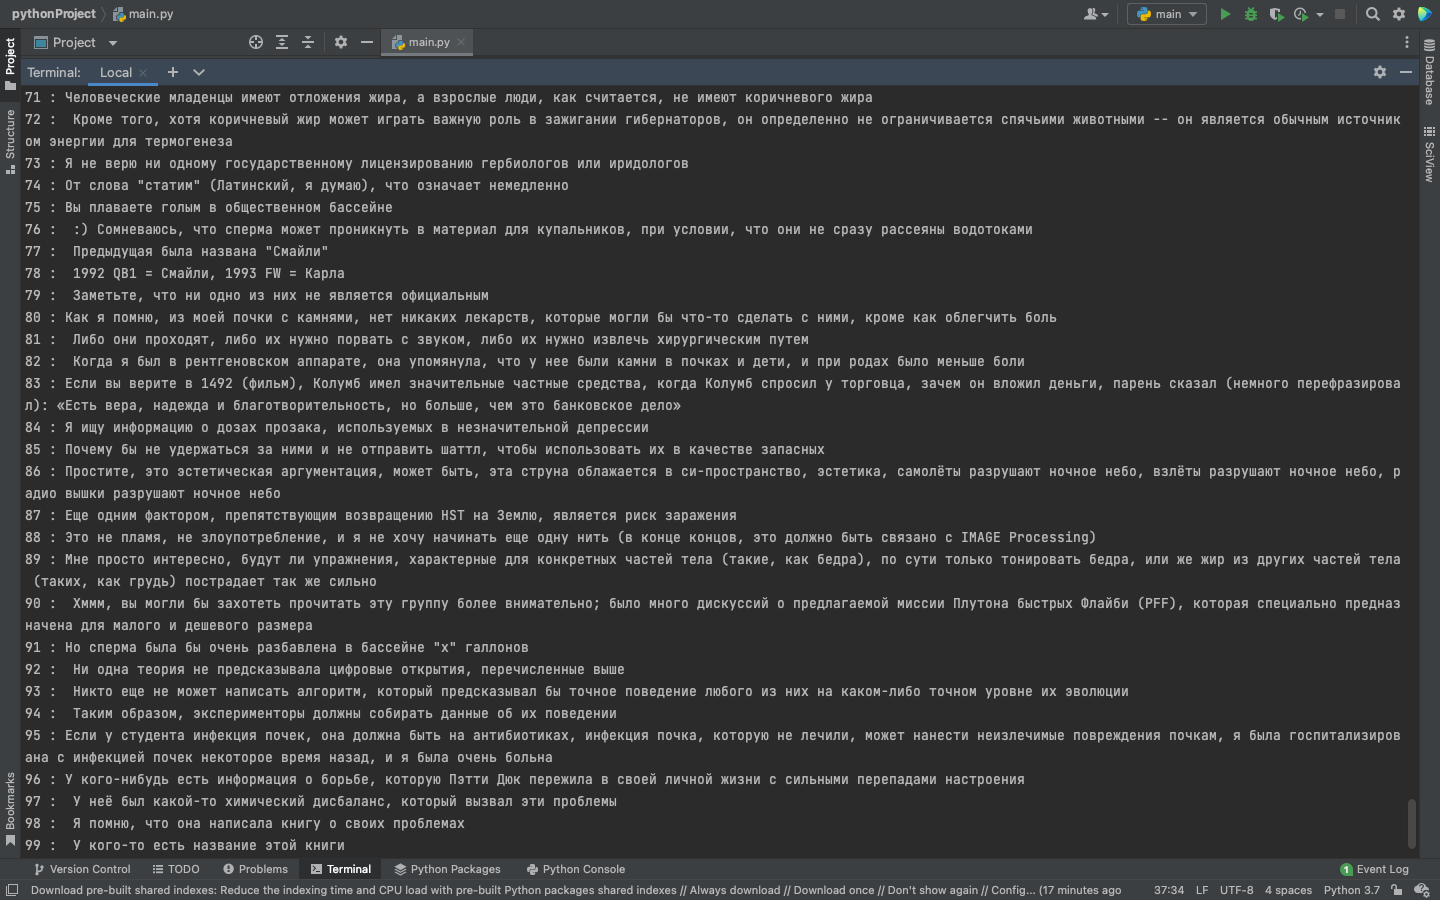 pythonProject
main.py
main
Project
main.py
Terminal:
Local
71 : Человеческие младенцы имеют отложения жира, а взрослые люди, как считается, не имеют коричневого жира
72 :  Кроме того, хотя коричневый жир может играть важную роль в зажигании гибернаторов, он определенно не ограничивается спячьими животными -- он является обычным источник
ом энергии для термогенеза
73 : Я не верю ни одному государственному лицензированию гербиологов или иридологов
74 : От слова "статим" (Латинский, я думаю), что означает немедленно
75 : Вы плаваете голым в общественном бассейне
76 :  :) Сомневаюсь, что сперма может проникнуть в материал для купальников, при условии, что они не сразу рассеяны водотоками
77 :  Предыдущая была названа "Смайли"
78 :  1992 QB1 = Смайли, 1993 FW = Карла
79 :  Заметьте, что ни одно из них не является официальным
80 : Как я помню, из моей почки с камнями, нет никаких лекарств, которые могли бы что-то сделать с ними, кроме как облегчить боль
81 :  Либо они проходят, либо их нужно порвать с звуком, либо их нужно извлечь хирургическим путем
82 :  Когда я был в рентгеновском аппарате, она упомянула, что у нее были камни в почках и дети, и при родах было меньше боли
83 : Если вы верите в 1492 (фильм), Колумб имел значительные частные средства, когда Колумб спросил у торговца, зачем он вложил деньги, парень сказал (немного перефразирова
л): «Есть вера, надежда и благотворительность, но больше, чем это банковское дело»
84 : Я ищу информацию о дозах прозака, используемых в незначительной депрессии
85 : Почему бы не удержаться за ними и не отправить шаттл, чтобы использовать их в качестве запасных
86 : Простите, это эстетическая аргументация, может быть, эта струна облажается в си-пространство, эстетика, самолёты разрушают ночное небо, взлёты разрушают ночное небо, р
адио вышки разрушают ночное небо
87 : Еще одним фактором, препятствующим возвращению HST на Землю, является риск заражения
88 : Это не пламя, не злоупотребление, и я не хочу начинать еще одну нить (в конце концов, это должно быть связано с IMAGE Processing)
89 : Мне просто интересно, будут ли упражнения, характерные для конкретных частей тела (такие, как бедра), по сути только тонировать бедра, или же жир из других частей тела
 (таких, как грудь) пострадает так же сильно
90 :  Хммм, вы могли бы захотеть прочитать эту группу более внимательно; было много дискуссий о предлагаемой миссии Плутона быстрых Флайби (PFF), которая специально предназ
начена для малого и дешевого размера
91 : Но сперма была бы очень разбавлена в бассейне "х" галлонов
92 :  Ни одна теория не предсказывала цифровые открытия, перечисленные выше
93 :  Никто еще не может написать алгоритм, который предсказывал бы точное поведение любого из них на каком-либо точном уровне их эволюции
94 :  Таким образом, экспериментоpы должны собирать данные об их поведении
95 : Если у студента инфекция почек, она должна быть на антибиотиках, инфекция почка, которую не лечили, может нанести неизлечимые повреждения почкам, я была госпитализиров
ана с инфекцией почек некоторое время назад, и я была очень больна
96 : У кого-нибудь есть информация о борьбе, которую Пэтти Дюк пережила в своей личной жизни с сильными перепадами настроения
97 :  У неё был какой-то химический дисбаланс, который вызвал эти проблемы
98 :  Я помню, что она написала книгу о своих проблемах
99 :  У кого-то есть название этой книги
Project
Structure
Bookmarks
Database
SciView
Version Control
TODO
Problems
Terminal
Python Packages
Python Console
1 Event Log
Download pre-built shared indexes: Reduce the indexing time and CPU load with pre-built Python packages shared indexes // Always download // Download once // Don't show again // Config... (17 minutes ago
37:34
LF
UTF-8
4 spaces
Python 3.7